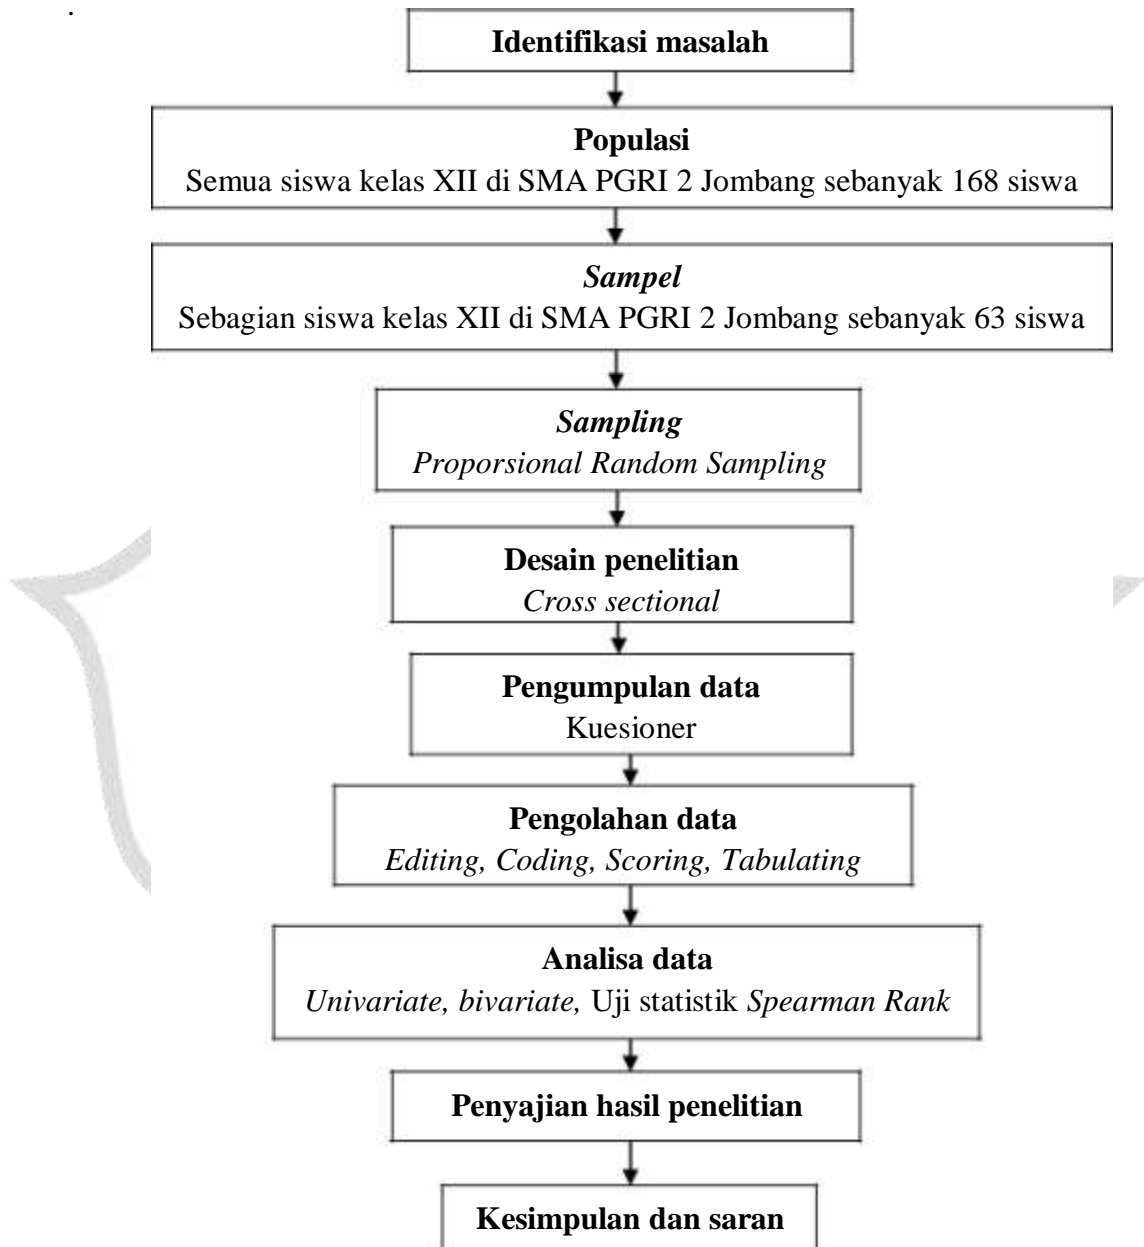 .
Identifikasi masalah
Populasi
Semua siswa kelas XII di SMA PGRI 2 Jombang sebanyak 168 siswa
Sampel
Sebagian siswa kelas XII di SMA PGRI 2 Jombang sebanyak 63 siswa
Sampling
Proporsional Random Sampling
Desain penelitian
Cross sectional
Pengumpulan data
Kuesioner
Pengolahan data
Editing, Coding, Scoring, Tabulating
Analisa data
Univariate, bivariate, Uji statistik Spearman Rank
Penyajian hasil penelitian
Kesimpulan dan saran